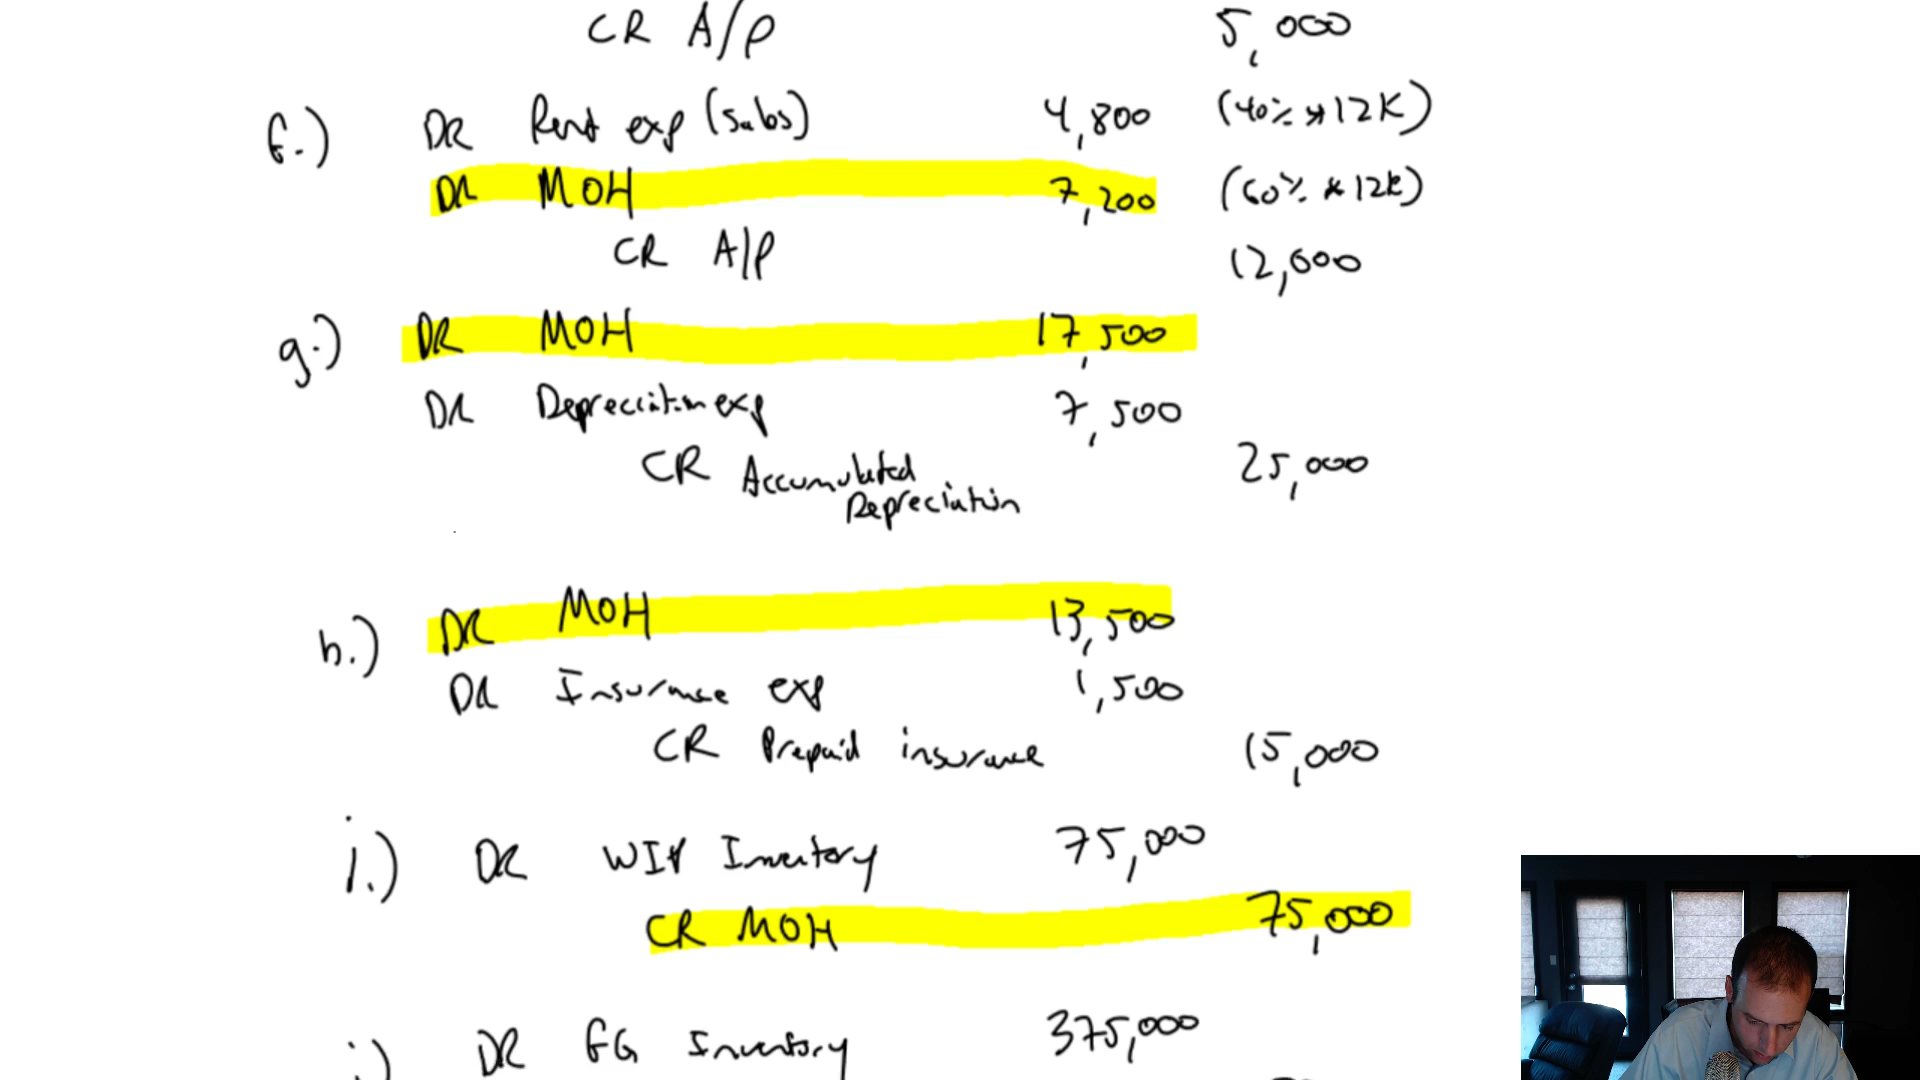 CR A/P 5,000
f.) DR Rent exp (Sales) 4,800 (40% * 12K)
DR MOH 7,200 (60% * 12K)
CR A/P 12,000
g.) DR MOH 17,500
DR Depreciation exp 7,500
CR Accumulated Depreciation 25,000
h.) DR MOH 13,500
DR Insurance exp 1,500
CR Prepaid insurance 15,000
i.) DR WIP Inventory 75,000
CR MOH 75,000
j.) DR FG Inventory 375,000